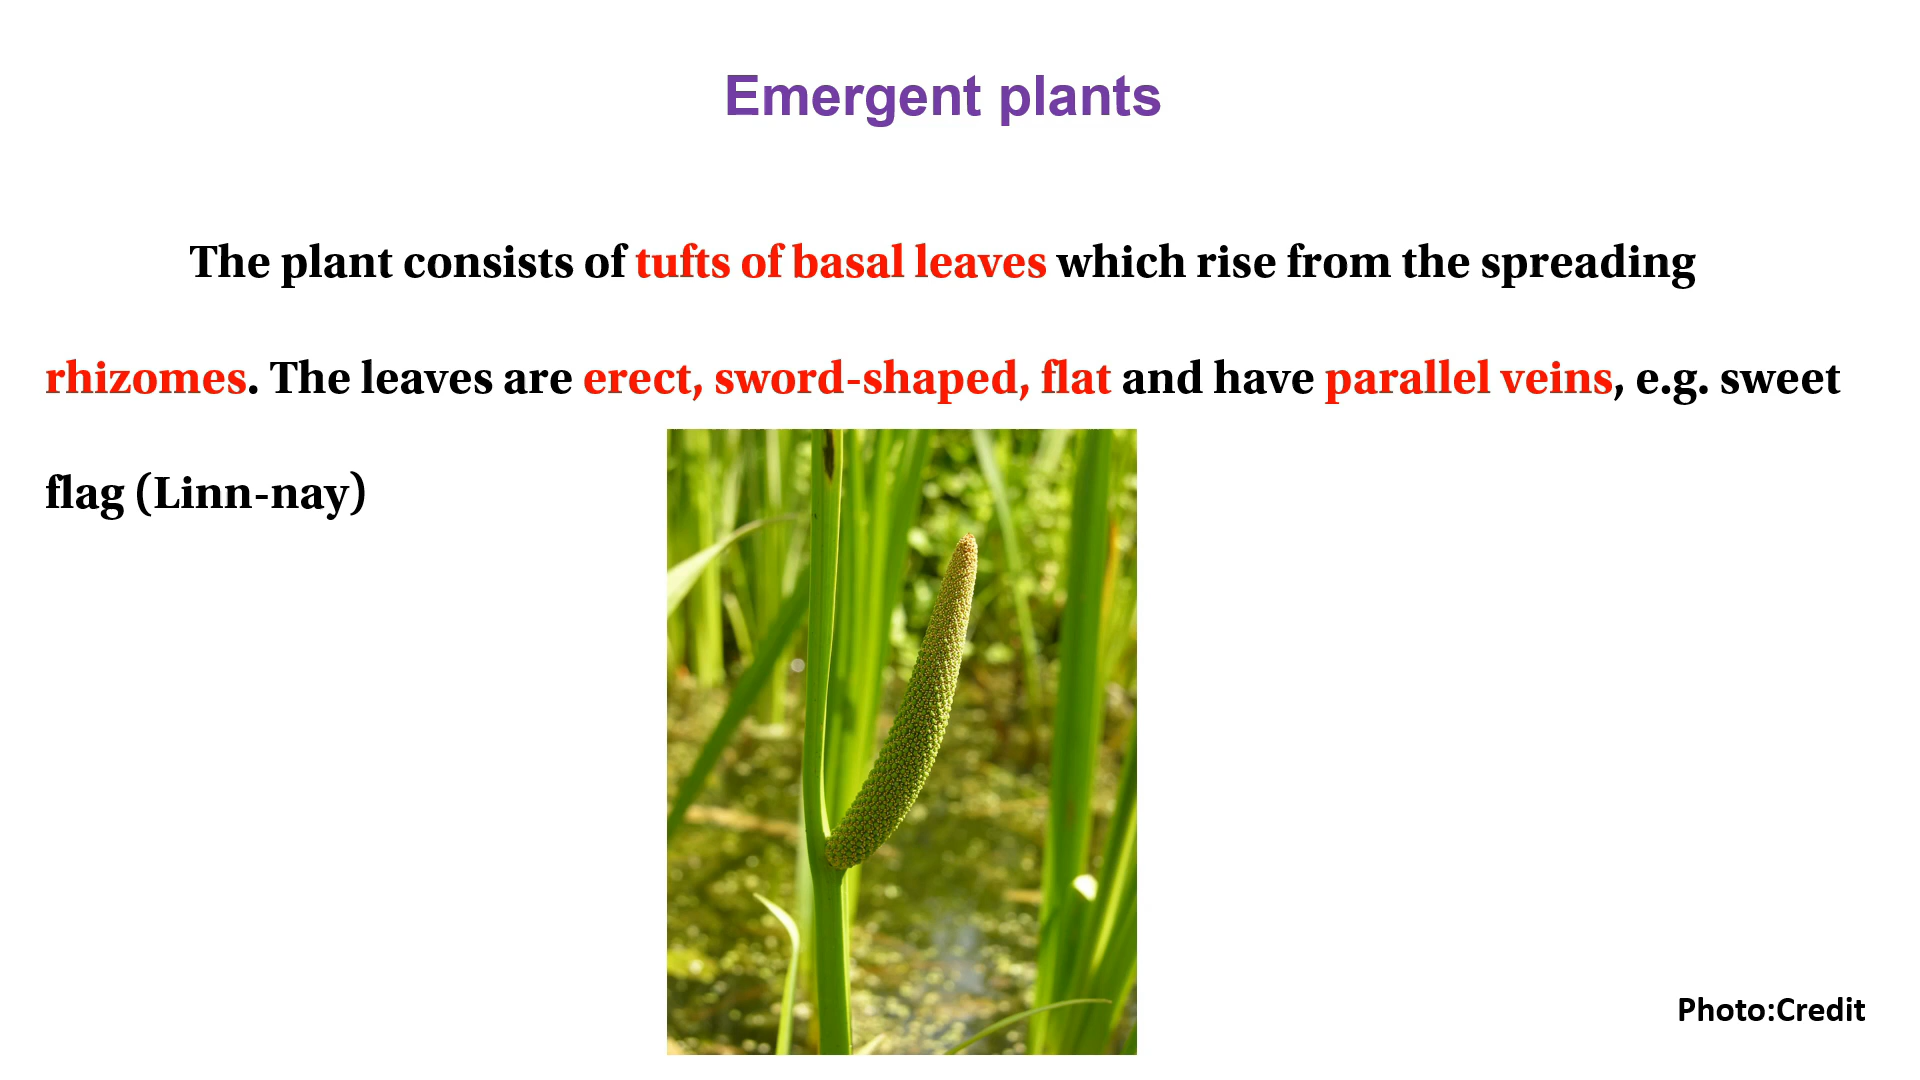 Emergent plants
The plant consists of tufts of basal leaves which rise from the spreading
rhizomes. The leaves are erect, sword-shaped, flat and have parallel veins, e.g. sweet
flag (Linn-nay)
Photo:Credit